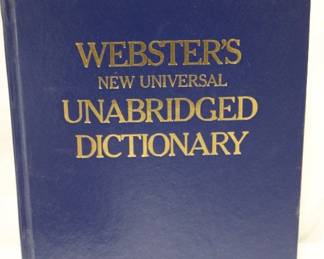 WEBSTER'S
NEW UNIVERSAL
UNABRIDGED
DICTIONARY